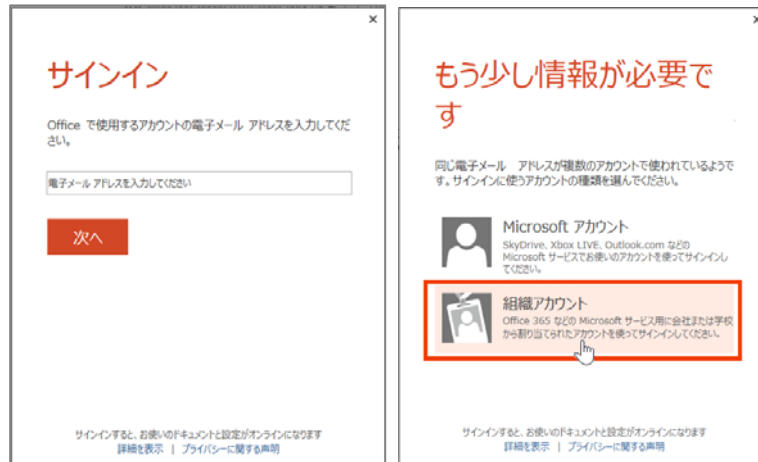 サインイン
Office で使用するアカウントの電子メール アドレスを入力してくだ
さい。
電子メール アドレスを入力してください
次へ
サインインすると、お使いのドキュメントと設定がオンラインになります
詳細を表示 | プライバシーに関する声明
もう少し情報が必要で
す
同じ電子メール アドレスが複数のアカウントで使われているようで
す。サインインに使うアカウントの種類を選んでください。
Microsoft アカウント
SkyDrive、Xbox LIVE、Outlook.com などの
Microsoft サービスでお使いのアカウントを使ってサインインし
てください。
組織アカウント
Office 365 などの Microsoft サービス用に会社または学校
から割り当てられたアカウントを使ってサインインしてください。
サインインすると、お使いのドキュメントと設定がオンラインになります
詳細を表示 | プライバシーに関する声明